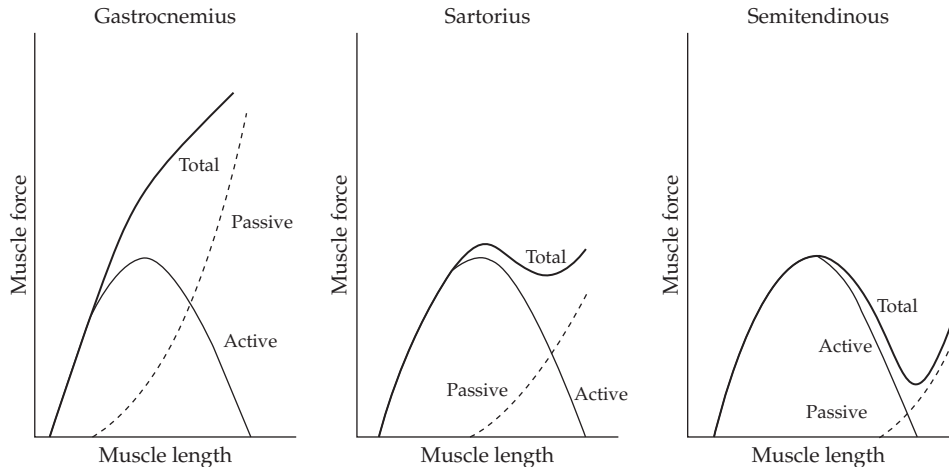 Gastrocnemius
Muscle force
Total
Passive
Active
Muscle length
Sartorius
Muscle force
Total
Passive
Active
Muscle length
Semitendinous
Muscle force
Total
Active
Passive
Muscle length